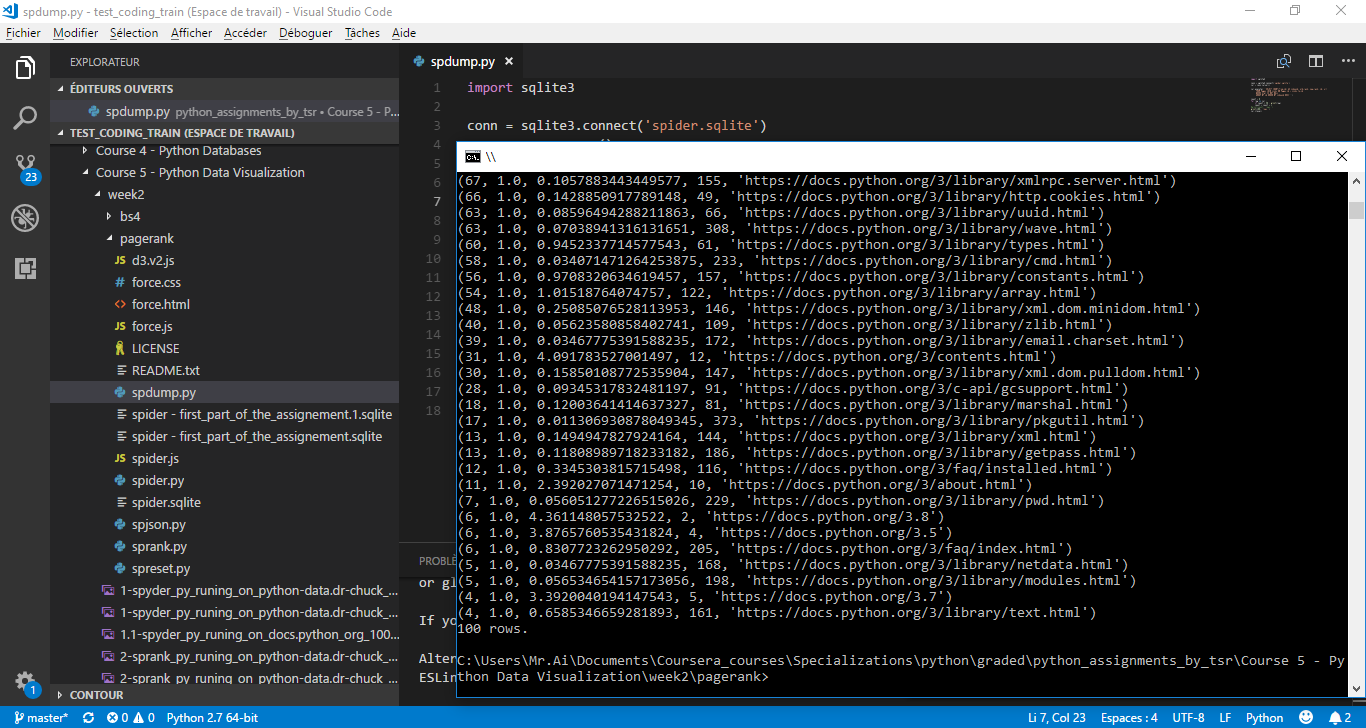 spdump.py - test_coding_train (Espace de travail) - Visual Studio Code
Fichier Modifier Sélection Afficher Accéder Déboguer Tâches Aide
EXPLORATEUR
ÉDITEURS OUVERTS
spdump.py python_assignments_by_tsr • Course 5 - P...
TEST_CODING_TRAIN (ESPACE DE TRAVAIL)
Course 4 - Python Databases
Course 5 - Python Data Visualization
week2
bs4
pagerank
JS d3.v2.js
# force.css
<> force.html
JS force.js
LICENSE
README.txt
spdump.py
spider - first_part_of_the_assignement.1.sqlite
spider - first_part_of_the_assignement.sqlite
JS spider.js
spider.py
spider.sqlite
spjson.py
sprank.py
spreset.py
1-spyder_py_runing_on_python-data.dr-chuck_...
1-spyder_py_runing_on_python-data.dr-chuck_...
1.1-spyder_py_runing_on_docs.python_org_100...
2-sprank_py_runing_on_python-data.dr-chuck_...
2-sprank_py_runing_on_python-data.dr-chuck_...
CONTOUR
23
1
spdump.py ×
1 import sqlite3
2
3 conn = sqlite3.connect('spider.sqlite')
4
5
6
7
8
9
10
11
12
13
14
15
16
17
18
PROBLÈ
or gl
If yo
Alter
ESLin
C:\. \\
(67, 1.0, 0.1057883443449577, 155, 'https://docs.python.org/3/library/xmlrpc.server.html')
(66, 1.0, 0.1428850917789148, 49, 'https://docs.python.org/3/library/http.cookies.html')
(63, 1.0, 0.08596494288211863, 66, 'https://docs.python.org/3/library/uuid.html')
(63, 1.0, 0.07038941316131651, 308, 'https://docs.python.org/3/library/wave.html')
(60, 1.0, 0.9452337714577543, 61, 'https://docs.python.org/3/library/types.html')
(58, 1.0, 0.034071471264253875, 233, 'https://docs.python.org/3/library/cmd.html')
(56, 1.0, 0.9708320634619457, 157, 'https://docs.python.org/3/library/constants.html')
(54, 1.0, 1.01518764074757, 122, 'https://docs.python.org/3/library/array.html')
(48, 1.0, 0.25085076528113953, 146, 'https://docs.python.org/3/library/xml.dom.minidom.html')
(40, 1.0, 0.05623580858402741, 109, 'https://docs.python.org/3/library/zlib.html')
(39, 1.0, 0.03467775391588235, 172, 'https://docs.python.org/3/library/email.charset.html')
(31, 1.0, 4.091783527001497, 12, 'https://docs.python.org/3/contents.html')
(30, 1.0, 0.15850108772535904, 147, 'https://docs.python.org/3/library/xml.dom.pulldom.html')
(28, 1.0, 0.09345317832481197, 91, 'https://docs.python.org/3/c-api/gcsupport.html')
(18, 1.0, 0.12003641414637327, 81, 'https://docs.python.org/3/library/marshal.html')
(17, 1.0, 0.011306930878049345, 373, 'https://docs.python.org/3/library/pkgutil.html')
(13, 1.0, 0.1494947827924164, 144, 'https://docs.python.org/3/library/xml.html')
(13, 1.0, 0.11808989718233182, 186, 'https://docs.python.org/3/library/getpass.html')
(12, 1.0, 0.3345303815715498, 116, 'https://docs.python.org/3/faq/installed.html')
(11, 1.0, 2.392027071471254, 10, 'https://docs.python.org/3/about.html')
(7, 1.0, 0.056051277226515026, 229, 'https://docs.python.org/3/library/pwd.html')
(6, 1.0, 4.361148057532522, 2, 'https://docs.python.org/3.8')
(6, 1.0, 3.8765760535431824, 4, 'https://docs.python.org/3.5')
(6, 1.0, 0.8307723262950292, 205, 'https://docs.python.org/3/faq/index.html')
(5, 1.0, 0.03467775391588235, 168, 'https://docs.python.org/3/library/netdata.html')
(5, 1.0, 0.056534654157173056, 198, 'https://docs.python.org/3/library/modules.html')
(4, 1.0, 3.3920040194147543, 5, 'https://docs.python.org/3.7')
(4, 1.0, 0.6585346659281893, 161, 'https://docs.python.org/3/library/text.html')
100 rows.
C:\Users\Mr.Ai\Documents\Coursera_courses\Specializations\python\graded\python_assignments_by_tsr\Course 5 - Py
thon Data Visualization\week2\pagerank>
master* 0 0 Python 2.7 64-bit Li 7, Col 23 Espaces : 4 UTF-8 LF Python 2